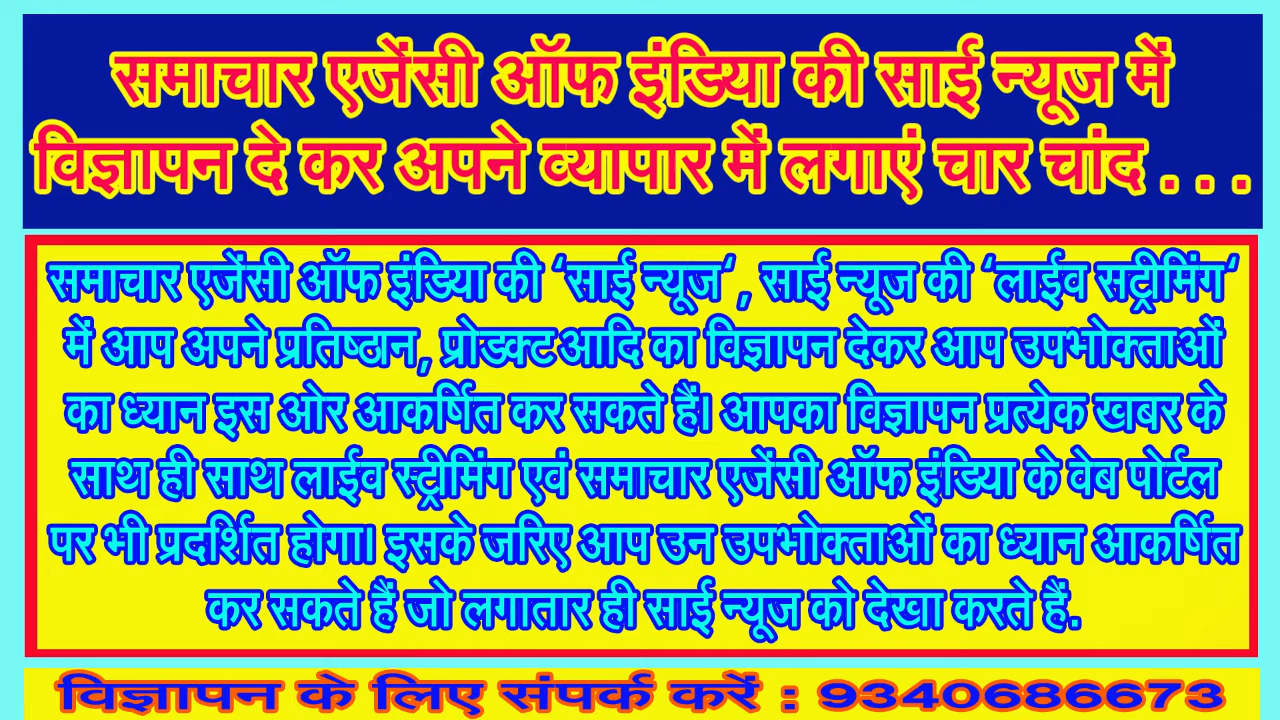 समाचार एजेंसी ऑफ इंडिया की साई न्यूज में
विज्ञापन दे कर अपने व्यापार में लगाएं चार चांद . . .
समाचार एजेंसी ऑफ इंडिया की ‘साई न्यूज‘ , साई न्यूज की ‘लाईव सट्रीमिंग‘
में आप अपने प्रतिष्ठान, प्रोडक्ट आदि का विज्ञापन देकर आप उपभोक्ताओं
का ध्यान इस ओर आकर्षित कर सकते हैं। आपका विज्ञापन प्रत्येक खबर के
साथ ही साथ लाईव स्ट्रीमिंग एवं समाचार एजेंसी ऑफ इंडिया के वेब पोर्टल
पर भी प्रदर्शित होगा। इसके जरिए आप उन उपभोक्ताओं का ध्यान आकर्षित
कर सकते हैं जो लगातार ही साई न्यूज को देखा करते हैं.
विज्ञापन के लिए संपर्क करें : 9340686673